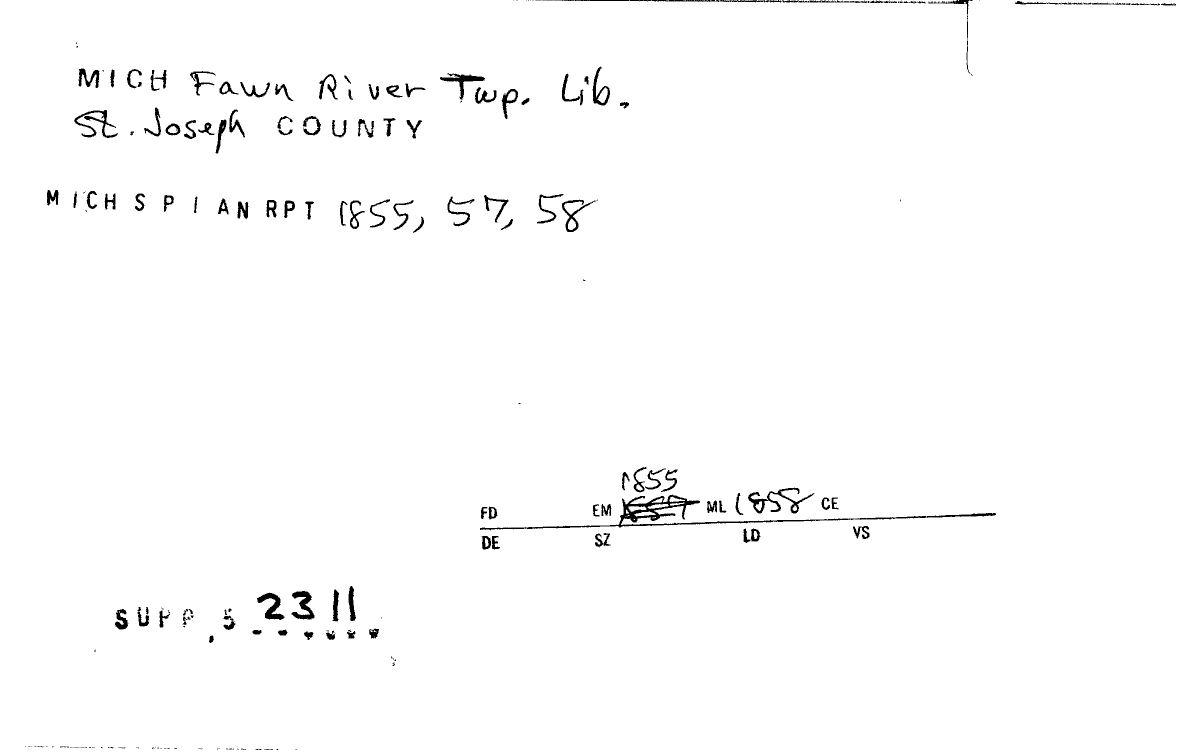 MICH Fawn River Twp. Lib.
St. Joseph COUNTY
MICH S P I AN RPT 1855, 57, 58
1855
FD EM 1857 ML 1858 CE
DE SZ LD VS
SUPP. 5 2311